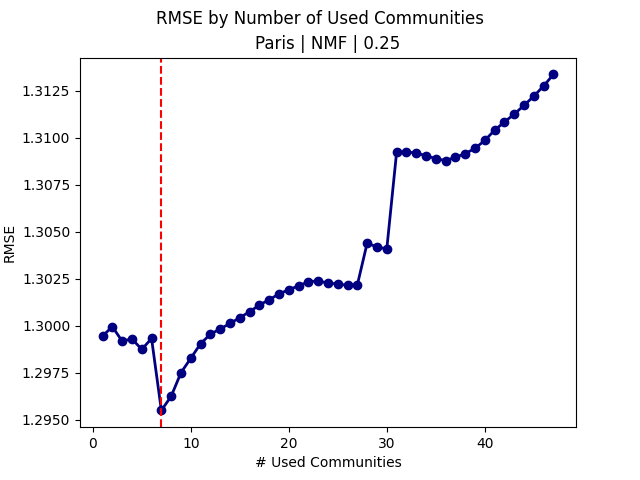 RMSE by Number of Used Communities
Paris | NMF | 0.25
1.3125
1.3100
1.3075
1.3050
1.3025
1.3000
1.2975
1.2950
RMSE
0 10 20 30 40
# Used Communities